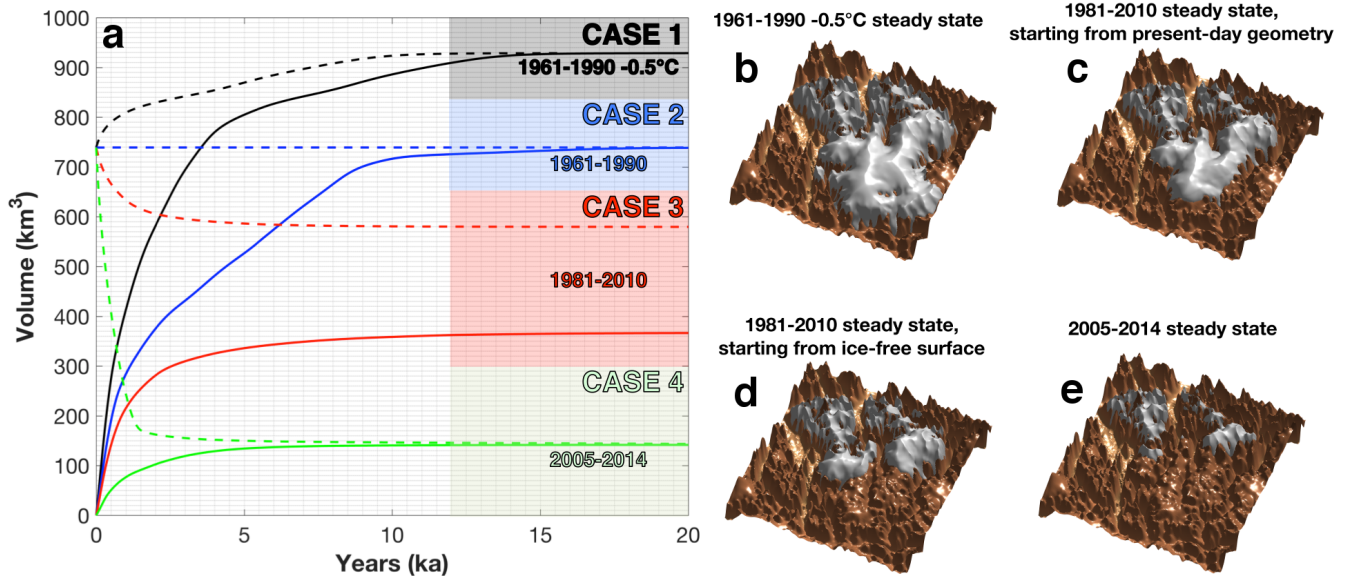 a
1000
900
800
700
600
500
400
300
200
100
0
Volume (km³)
0
5
10
15
20
Years (ka)
CASE 1
1961-1990 -0.5°C
CASE 2
1961-1990
CASE 3
1981-2010
CASE 4
2005-2014
1961-1990 -0.5°C steady state
b
1981-2010 steady state,
starting from present-day geometry
c
1981-2010 steady state,
starting from ice-free surface
d
2005-2014 steady state
e